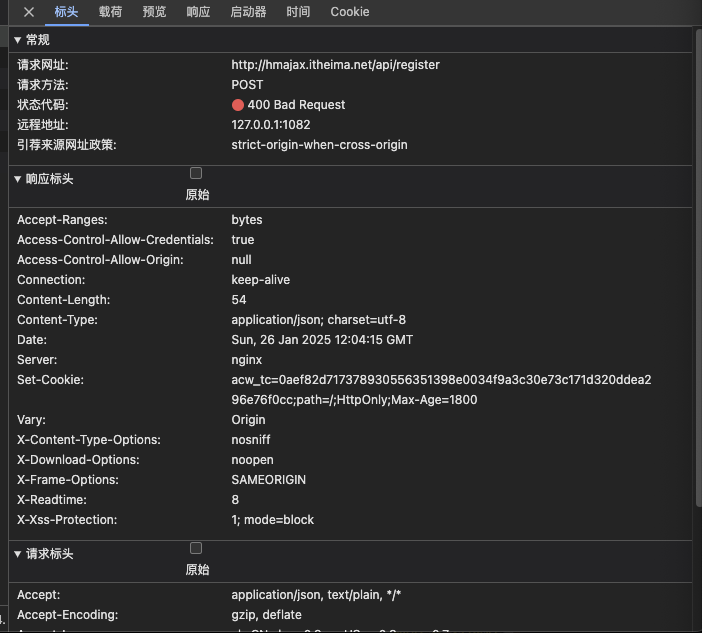 标头 载荷 预览 响应 启动器 时间 Cookie
常规
请求网址: http://hmajax.itheima.net/api/register
请求方法: POST
状态代码: 400 Bad Request
远程地址: 127.0.0.1:1082
引荐来源网址政策: strict-origin-when-cross-origin
响应标头
原始
Accept-Ranges: bytes
Access-Control-Allow-Credentials: true
Access-Control-Allow-Origin: null
Connection: keep-alive
Content-Length: 54
Content-Type: application/json; charset=utf-8
Date: Sun, 26 Jan 2025 12:04:15 GMT
Server: nginx
Set-Cookie: acw_tc=0aef82d717378930556351398e0034f9a3c30e73c171d320ddea2
96e76f0cc;path=/;HttpOnly;Max-Age=1800
Vary: Origin
X-Content-Type-Options: nosniff
X-Download-Options: noopen
X-Frame-Options: SAMEORIGIN
X-Readtime: 8
X-Xss-Protection: 1; mode=block
请求标头
原始
Accept: application/json, text/plain, */*
Accept-Encoding: gzip, deflate